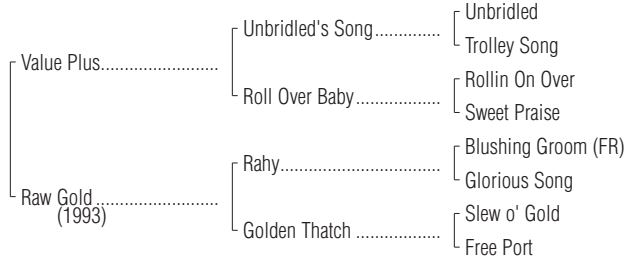 Unbridled
Unbridled's Song..............
Trolley Song
Value Plus..........................
Rollin On Over
Roll Over Baby ..................
Sweet Praise
Blushing Groom (FR)
Rahy...................................
Glorious Song
Raw Gold ...........................
(1993)
Slew o' Gold
Golden Thatch ..................
Free Port